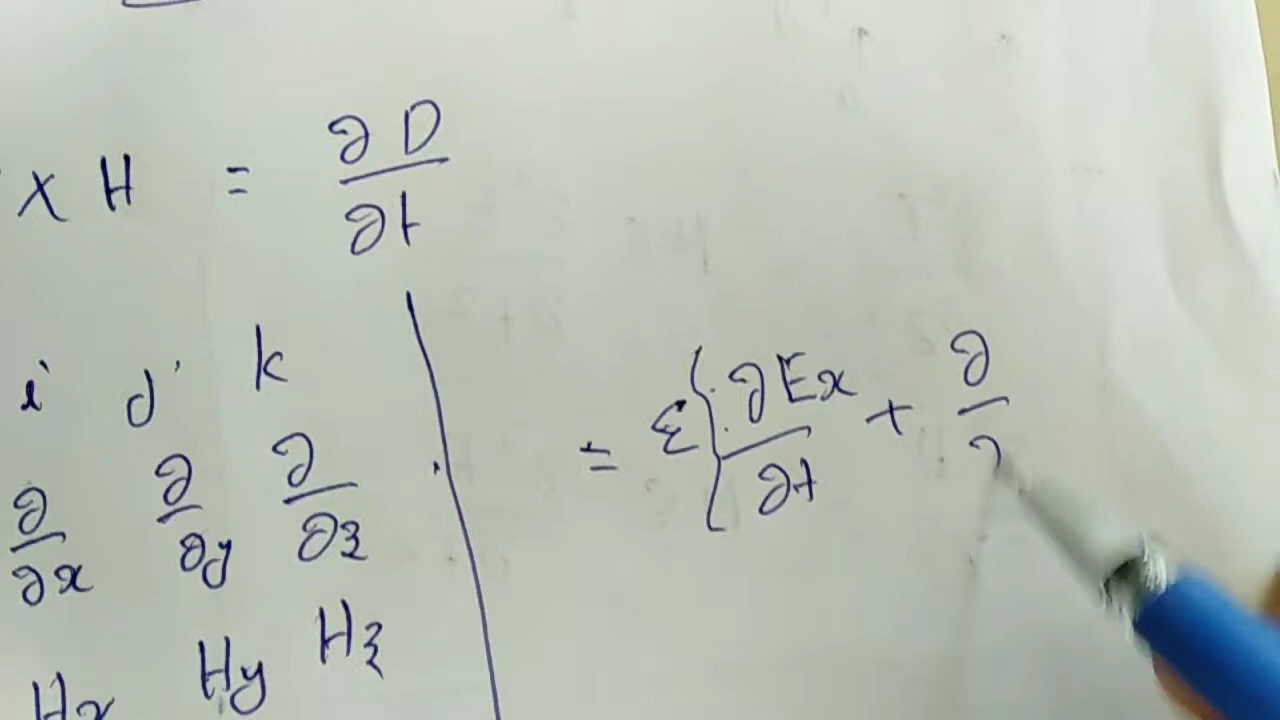 × H = ∂D/∂t
i j k
∂/∂x ∂/∂y ∂/∂z = ε{ ∂Ex/∂t + ∂/∂
Hx Hy Hz